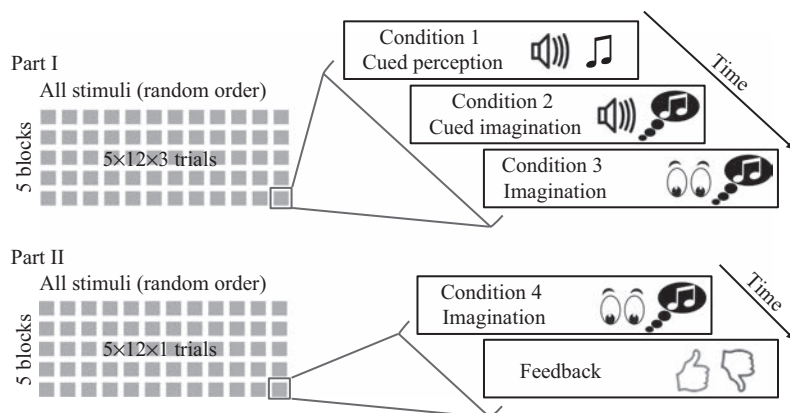 Part I
All stimuli (random order)
5 blocks
5×12×3 trials
Condition 1
Cued perception
Condition 2
Cued imagination
Condition 3
Imagination
Time
Part II
All stimuli (random order)
5 blocks
5×12×1 trials
Condition 4
Imagination
Feedback
Time